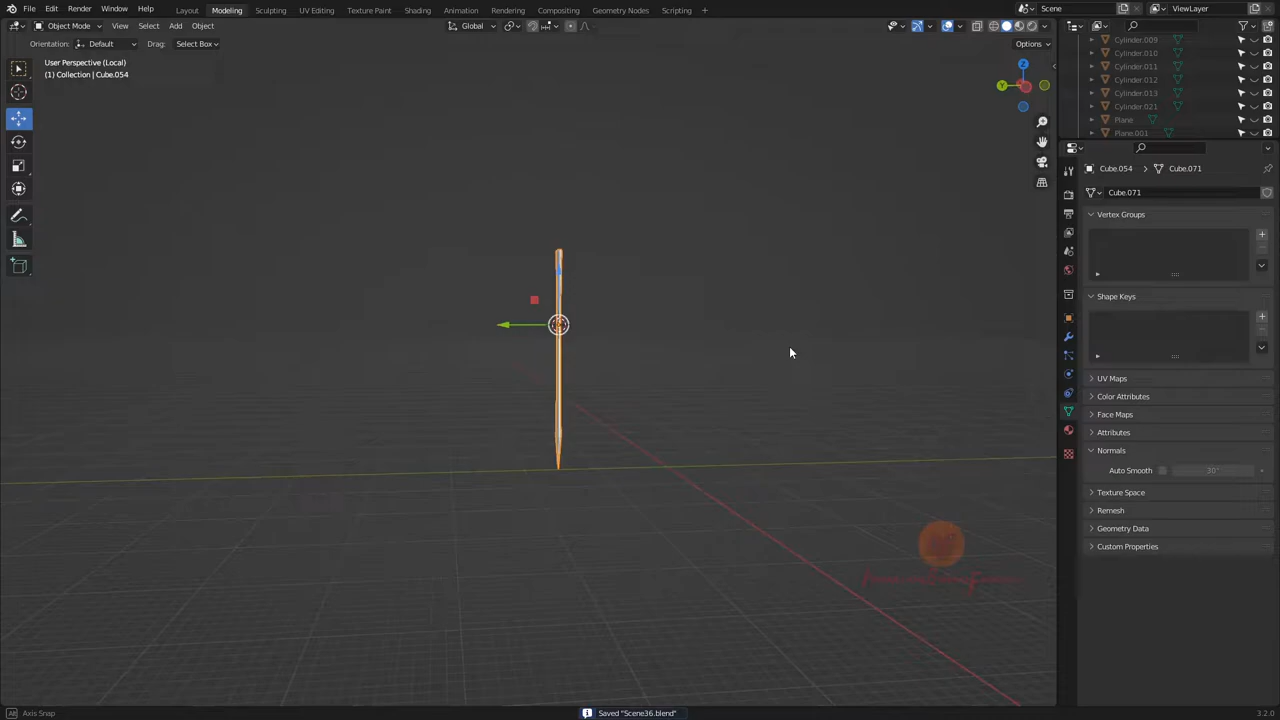 File Edit Render Window Help Layout Modeling Sculpting UV Editing Texture Paint Shading Animation Rendering Compositing Geometry Nodes Scripting Scene ViewLayer
Object Mode View Select Add Object Global
Orientation: Default Drag: Select Box Options
User Perspective (Local)
(1) Collection | Cube.054
Z
Y
Cylinder.009
Cylinder.010
Cylinder.011
Cylinder.012
Cylinder.013
Cylinder.021
Plane
Plane.001
Cube.054 Cube.071
Cube.071
Vertex Groups
Shape Keys
UV Maps
Color Attributes
Face Maps
Attributes
Normals
Auto Smooth 30°
Texture Space
Remesh
Geometry Data
Custom Properties
Axis Snap Saved "Scene36.blend" 3.2.0